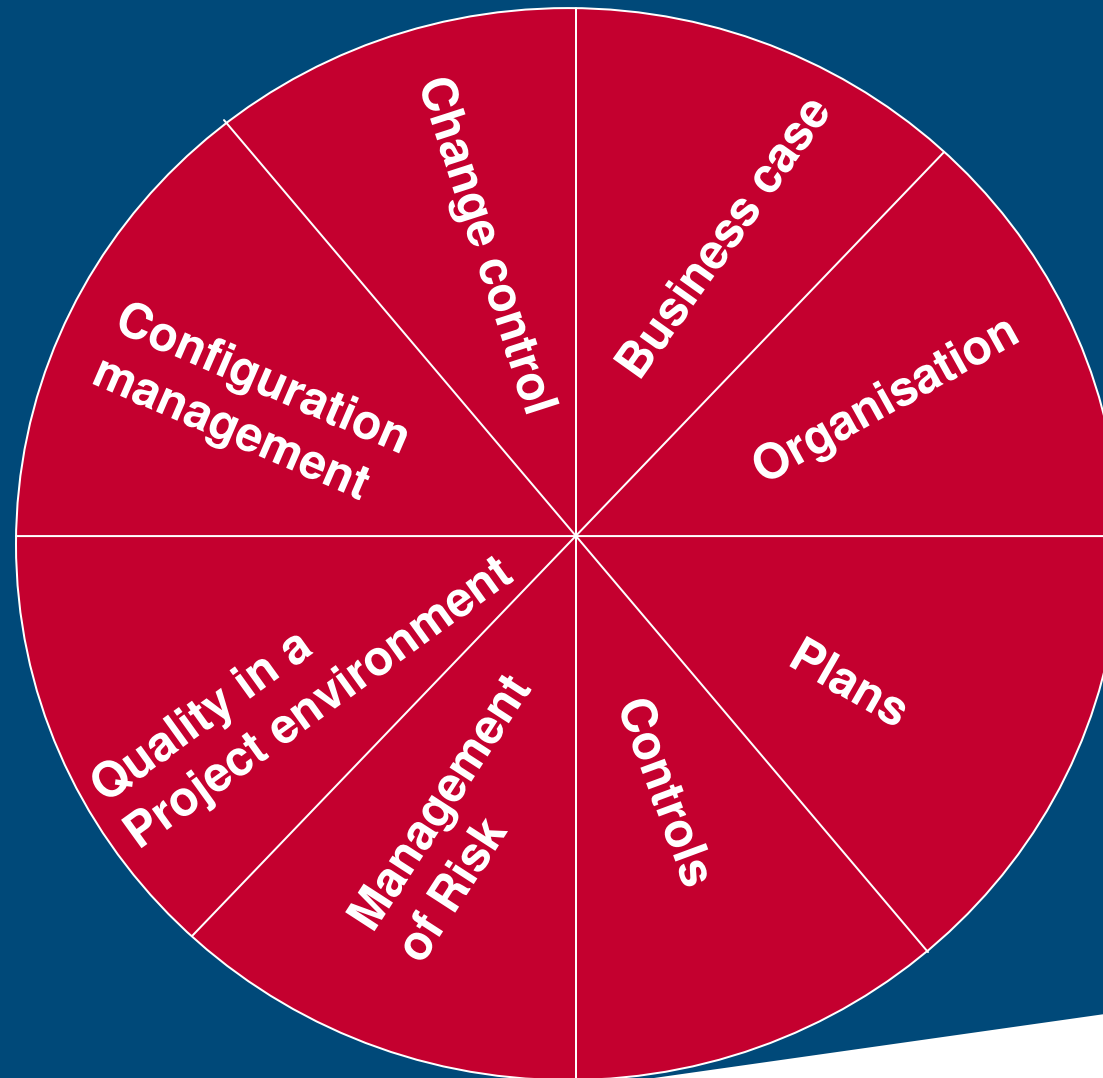 Business case
Organisation
Plans
Controls
Management
of Risk
Quality in a
Project environment
Configuration
management
Change control